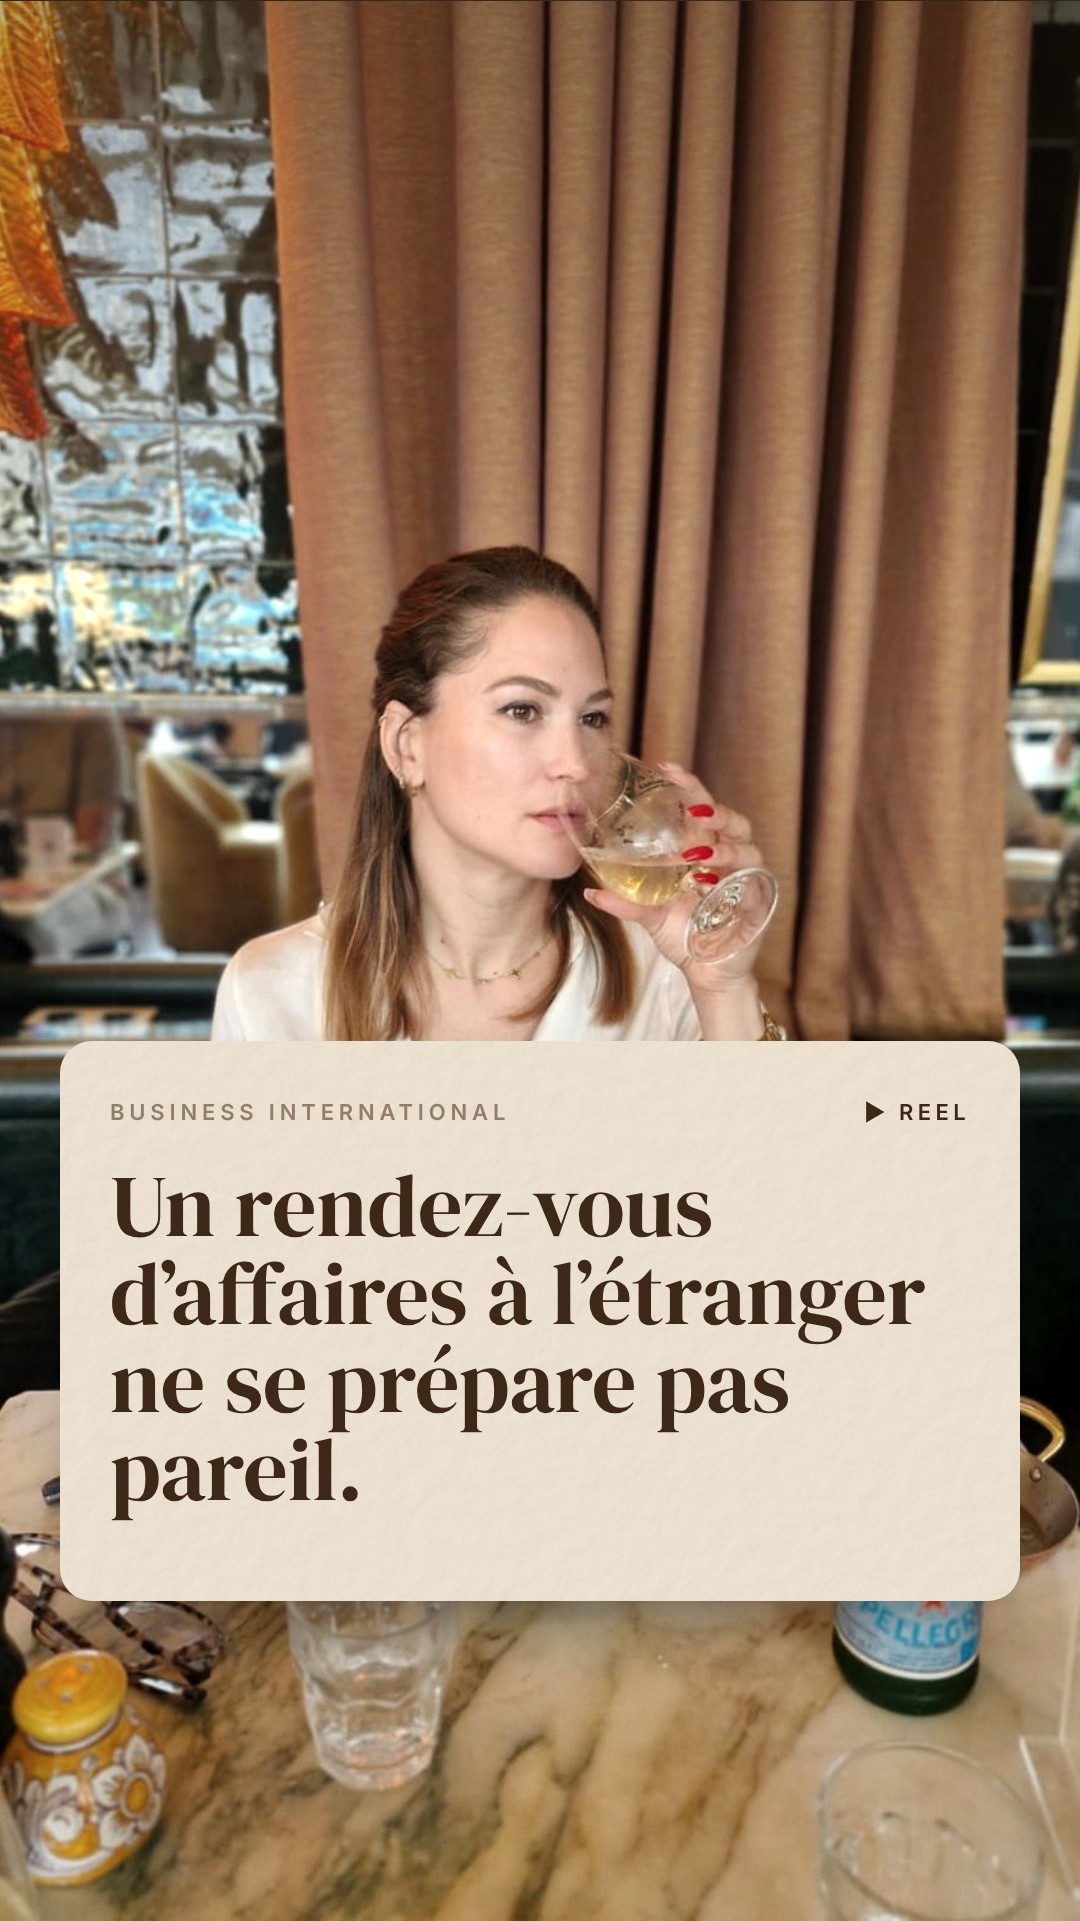 BUSINESS INTERNATIONAL
▶ REEL
Un rendez-vous
d’affaires à l’étranger
ne se prépare pas
pareil.